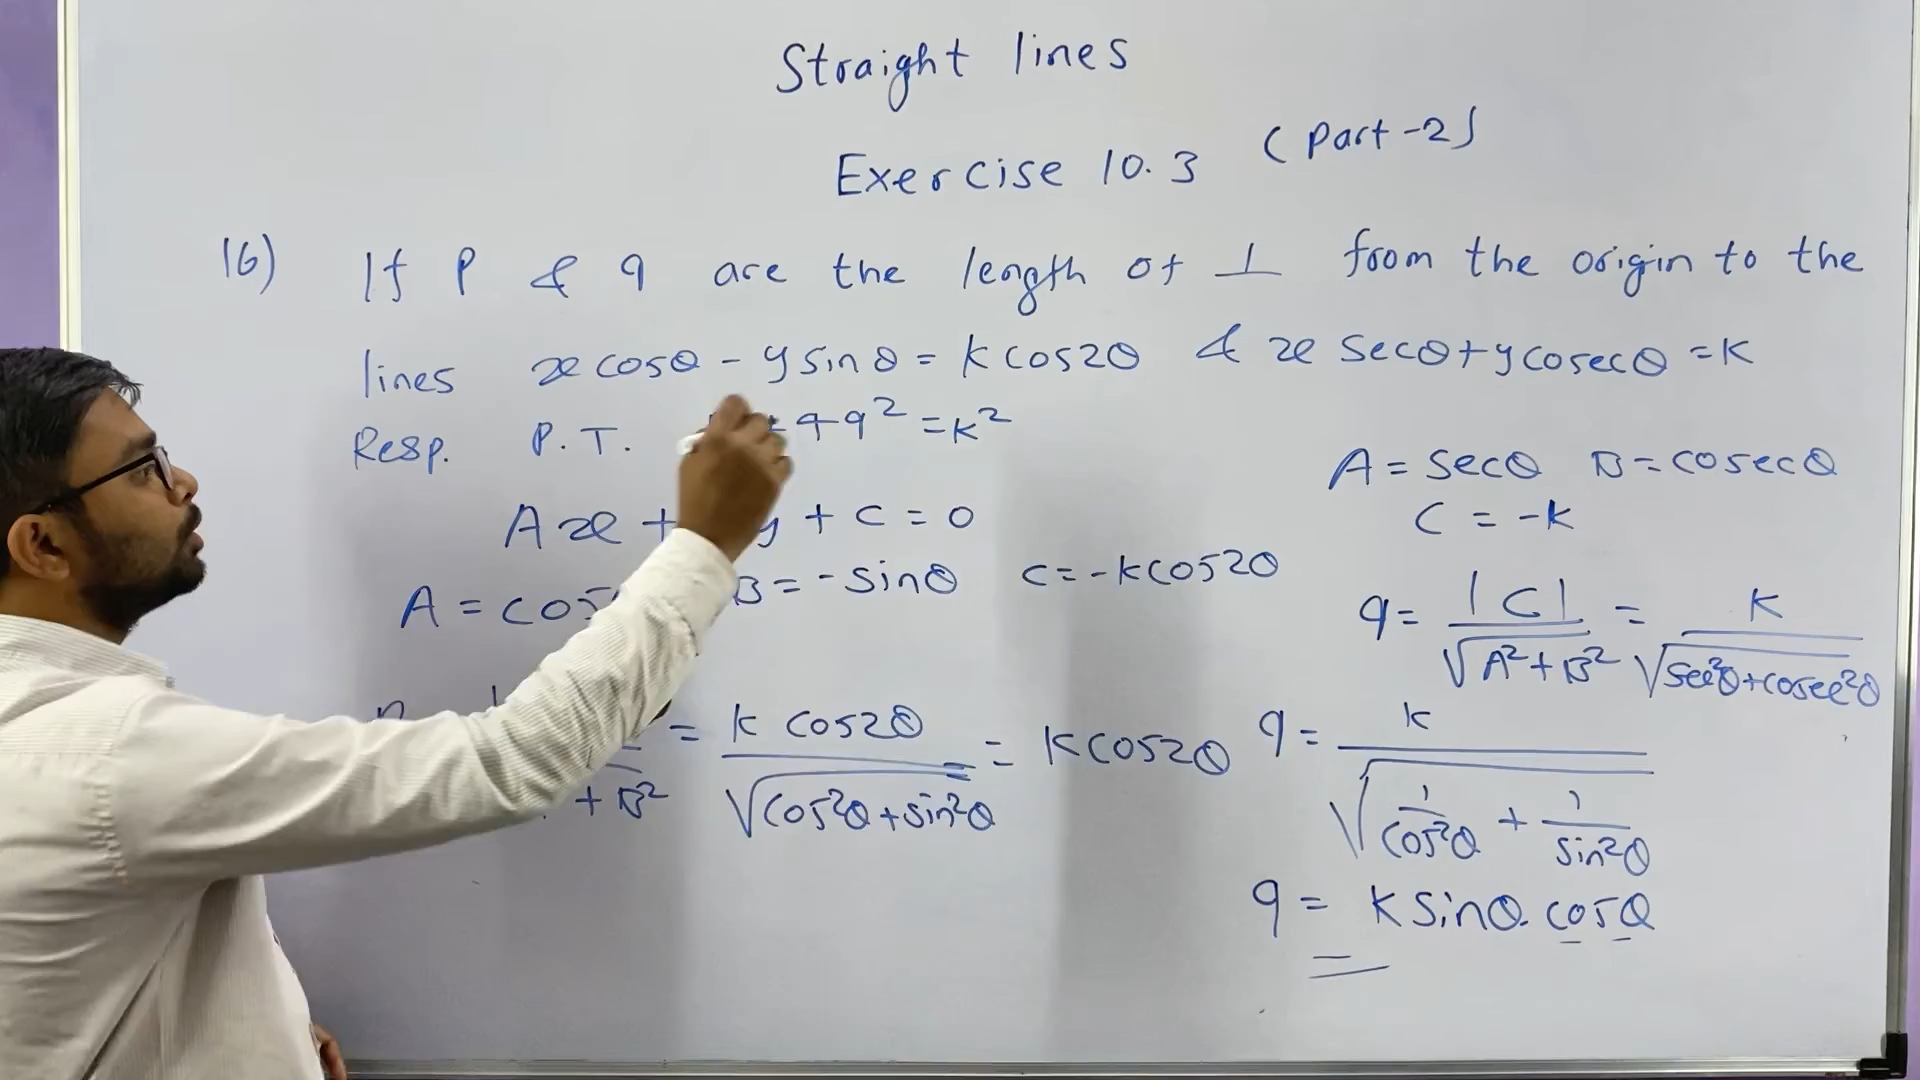 Straight lines
Exercise 10.3 (Part-2)
16) If P & q are the length of ⊥ from the origin to the
lines x cosθ - y sinθ = k cos2θ & x secθ + y cosecθ = k
Resp. P.T. + 4q² = k²
A x + y + c = 0
A = cos B = - sinθ c = - k cos2θ
+ B² = k cos2θ / √(cos²θ + sin²θ) = k cos2θ
A = secθ B = cosecθ
C = -k
q = |C| / √(A² + B²) = k / √(sec²θ + cosec²θ)
q = k / √(1/cos²θ + 1/sin²θ)
q = k sinθ. cosθ